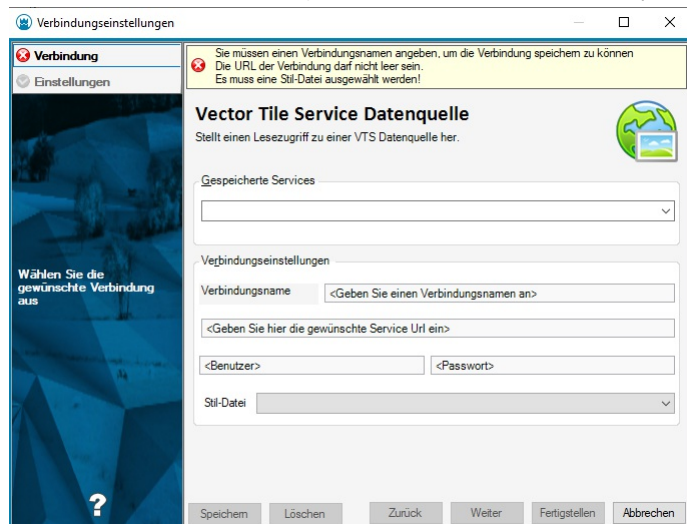 Verbindungseinstellungen
Verbindung
Einstellungen
Sie müssen einen Verbindungsnamen angeben, um die Verbindung speichern zu können
Die URL der Verbindung darf nicht leer sein.
Es muss eine Stil-Datei ausgewählt werden!
Vector Tile Service Datenquelle
Stellt einen Lesezugriff zu einer VTS Datenquelle her.
Gespeicherte Services
Wählen Sie die
gewünschte Verbindung
aus
Verbindungseinstellungen
Verbindungsname <Geben Sie einen Verbindungsnamen an>
<Geben Sie hier die gewünschte Service Url ein>
<Benutzer> <Passwort>
Stil-Datei
?
Speichern Löschen Zurück Weiter Fertigstellen Abbrechen